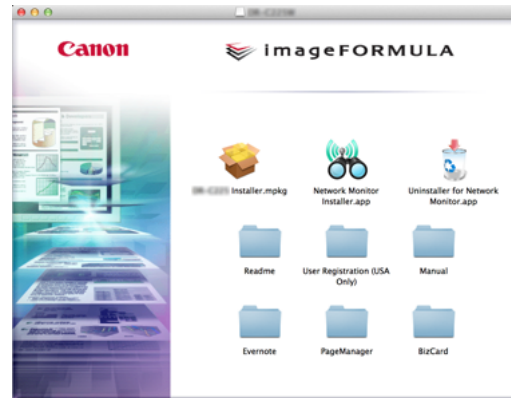 Canon
imageFORMULA
Installer.mpkg
Network Monitor
Installer.app
Uninstaller for Network
Monitor.app
Readme
User Registration (USA
Only)
Manual
Evernote
PageManager
BizCard